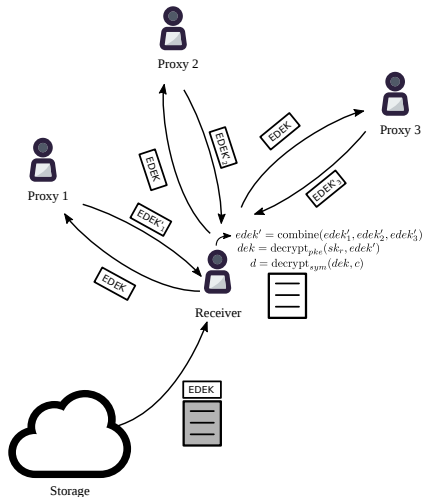 Proxy 2
Proxy 3
EDEK
EDEK'₂
EDEK
EDEK'₃
Proxy 1
EDEK'₁
EDEK
edek' = combine(edek'₁, edek'₂, edek'₃)
dek = decryptₚₖₑ(skᵣ, edek')
d = decrypt_sym(dek, c)
Receiver
EDEK
Storage